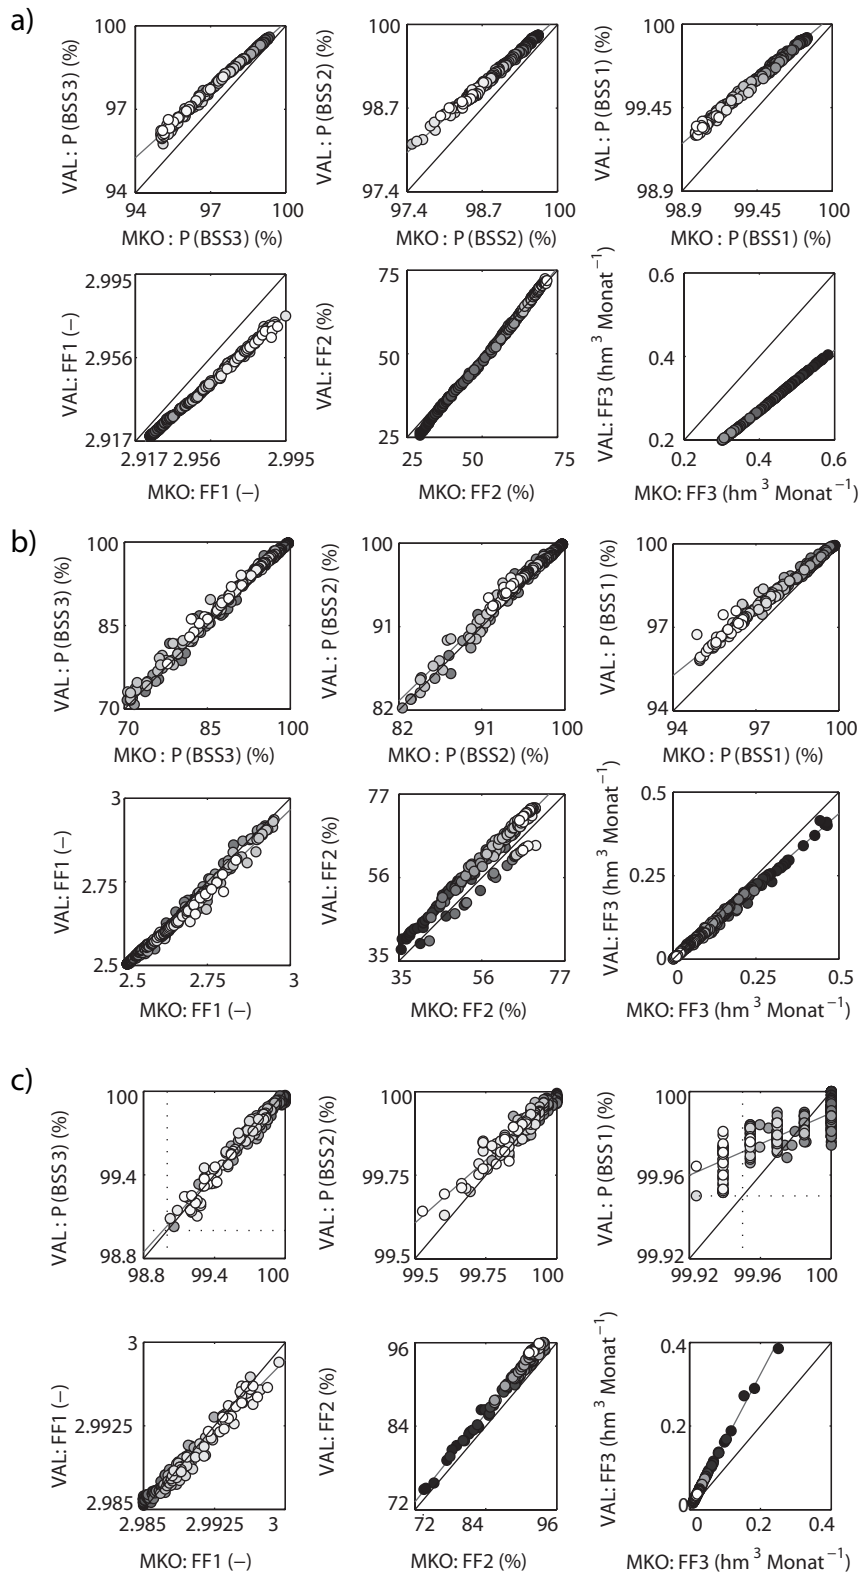 a)
VAL : P (BSS3) (%)
100
97
94
94 97 100
MKO : P (BSS3) (%)
VAL : P (BSS2) (%)
100
98.7
97.4
97.4 98.7 100
MKO : P (BSS2) (%)
VAL : P (BSS1) (%)
100
99.45
98.9
98.9 99.45 100
MKO : P (BSS1) (%)
VAL: FF1 (–)
2.995
2.956
2.917
2.917 2.956 2.995
MKO: FF1 (–)
VAL: FF2 (%)
75
50
25
25 50 75
MKO: FF2 (%)
VAL: FF3 (hm³ Monat⁻¹)
0.6
0.4
0.2
0.2 0.4 0.6
MKO: FF3 (hm³ Monat⁻¹)
b)
VAL : P (BSS3) (%)
100
85
70
70 85 100
MKO : P (BSS3) (%)
VAL : P (BSS2) (%)
100
91
82
82 91 100
MKO : P (BSS2) (%)
VAL : P (BSS1) (%)
100
97
94
94 97 100
MKO : P (BSS1) (%)
VAL: FF1 (–)
3
2.75
2.5
2.5 2.75 3
MKO: FF1 (–)
VAL: FF2 (%)
77
56
35
35 56 77
MKO: FF2 (%)
VAL: FF3 (hm³ Monat⁻¹)
0.5
0.25
0
0 0.25 0.5
MKO: FF3 (hm³ Monat⁻¹)
c)
VAL : P (BSS3) (%)
100
99.4
98.8
98.8 99.4 100
VAL : P (BSS2) (%)
100
99.75
99.5
99.5 99.75 100
VAL : P (BSS1) (%)
100
99.96
99.92
99.92 99.96 100
VAL: FF1 (–)
3
2.9925
2.985
2.985 2.9925 3
MKO: FF1 (–)
VAL: FF2 (%)
96
84
72
72 84 96
MKO: FF2 (%)
VAL: FF3 (hm³ Monat⁻¹)
0.4
0.2
0
0 0.2 0.4
MKO: FF3 (hm³ Monat⁻¹)